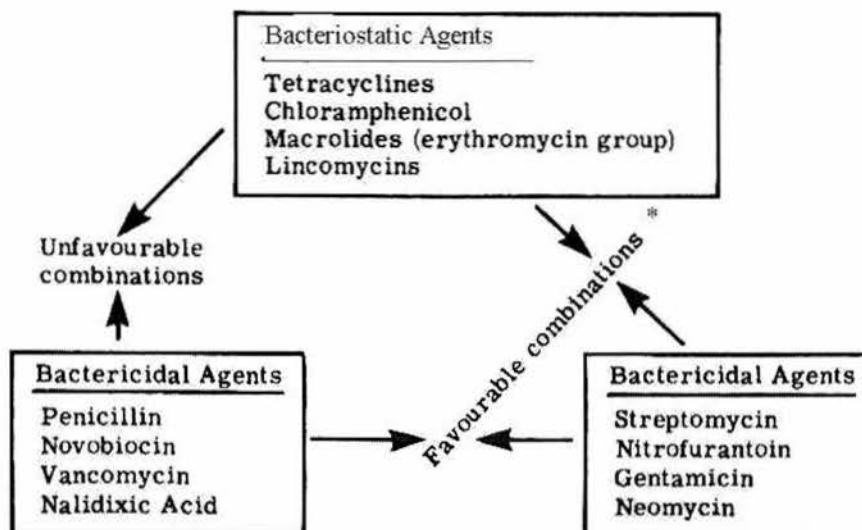 Bacteriostatic Agents
Tetracyclines
Chloramphenicol
Macrolides (erythromycin group)
Lincomycins
Unfavourable
combinations
Favourable combinations *
Bactericidal Agents
Penicillin
Novobiocin
Vancomycin
Nalidixic Acid
Bactericidal Agents
Streptomycin
Nitrofurantoin
Gentamicin
Neomycin